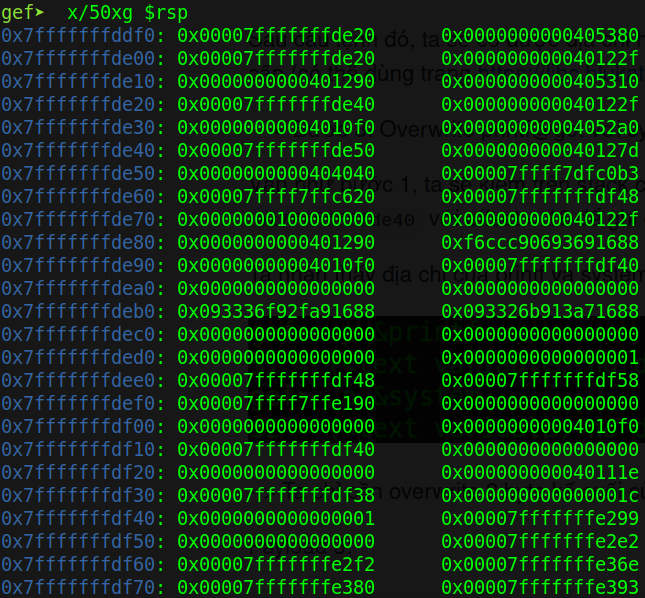 gef➤ x/50xg $rsp
0x7fffffffddf0: 0x00007fffffffde20 0x0000000000405380
0x7fffffffde00: 0x00007fffffffde20 0x000000000040122f
0x7fffffffde10: 0x0000000000401290 0x0000000000405310
0x7fffffffde20: 0x00007fffffffde40 0x000000000040122f
0x7fffffffde30: 0x00000000004010f0 0x00000000004052a0
0x7fffffffde40: 0x00007fffffffde50 0x000000000040127d
0x7fffffffde50: 0x0000000000404040 0x00007ffff7dfc0b3
0x7fffffffde60: 0x00007ffff7ffc620 0x00007fffffffdf48
0x7fffffffde70: 0x0000000100000000 0x000000000040122f
0x7fffffffde80: 0x0000000000401290 0xf6ccc90693691688
0x7fffffffde90: 0x00000000004010f0 0x00007fffffffdf40
0x7fffffffdea0: 0x0000000000000000 0x0000000000000000
0x7fffffffdeb0: 0x093336f92fa91688 0x093326b913a71688
0x7fffffffdec0: 0x0000000000000000 0x0000000000000000
0x7fffffffded0: 0x0000000000000000 0x0000000000000001
0x7fffffffdee0: 0x00007fffffffdf48 0x00007fffffffdf58
0x7fffffffdef0: 0x00007ffff7ffe190 0x0000000000000000
0x7fffffffdf00: 0x0000000000000000 0x00000000004010f0
0x7fffffffdf10: 0x00007fffffffdf40 0x0000000000000000
0x7fffffffdf20: 0x0000000000000000 0x000000000040111e
0x7fffffffdf30: 0x00007fffffffdf38 0x000000000000001c
0x7fffffffdf40: 0x0000000000000001 0x00007fffffffe299
0x7fffffffdf50: 0x0000000000000000 0x00007fffffffe2e2
0x7fffffffdf60: 0x00007fffffffe2f2 0x00007fffffffe36e
0x7fffffffdf70: 0x00007fffffffe380 0x00007fffffffe393